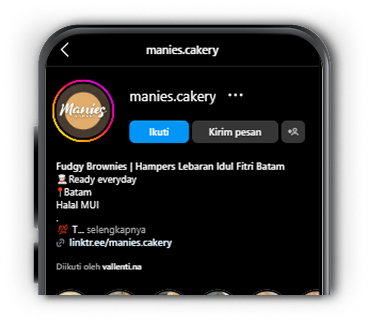 manies.cakery
Manies
manies.cakery ...
Ikuti
Kirim pesan
Fudgy Brownies | Hampers Lebaran Idul Fitri Batam
👨‍🍳Ready everyday
📍Batam
Halal MUI
.
💯 T... selengkapnya
linktr.ee/manies.cakery
Diikuti oleh vallenti.na